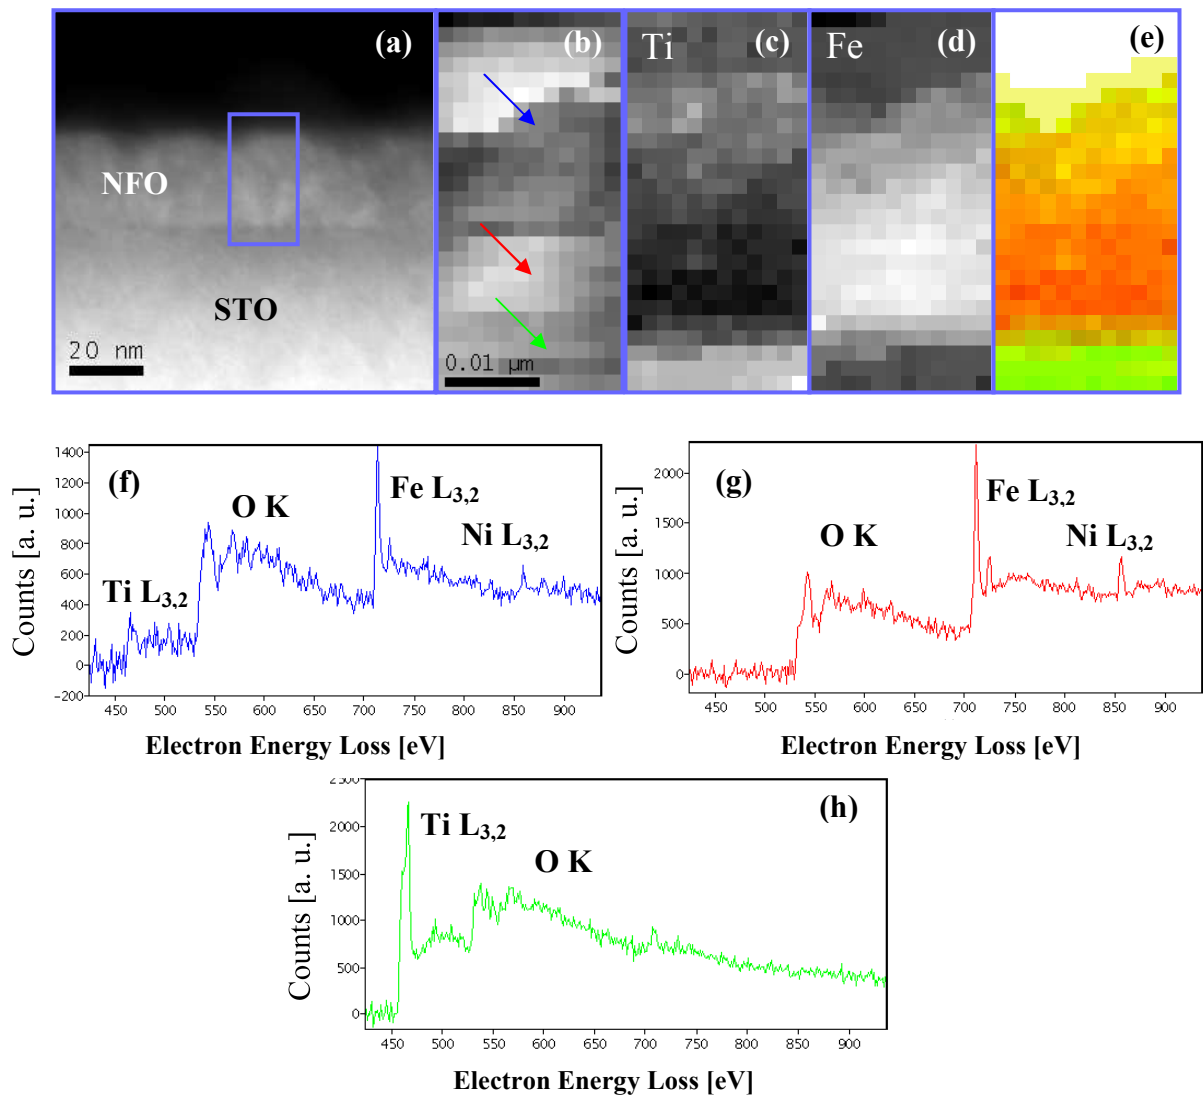 (a)
NFO
STO
20 nm
(b)
0.01 μm
Ti
(c)
Fe
(d)
(e)
(f)
Counts [a. u.]
1400
1200
1000
800
600
400
200
0
-200
Ti L3,2
O K
Fe L3,2
Ni L3,2
450 500 550 600 650 700 750 800 850 900
Electron Energy Loss [eV]
(g)
Counts [a. u.]
2000
1500
1000
500
0
O K
Fe L3,2
Ni L3,2
450 500 550 600 650 700 750 800 850 900
Electron Energy Loss [eV]
(h)
Counts [a. u.]
2500
2000
1500
1000
500
0
Ti L3,2
O K
450 500 550 600 650 700 750 800 850 900
Electron Energy Loss [eV]